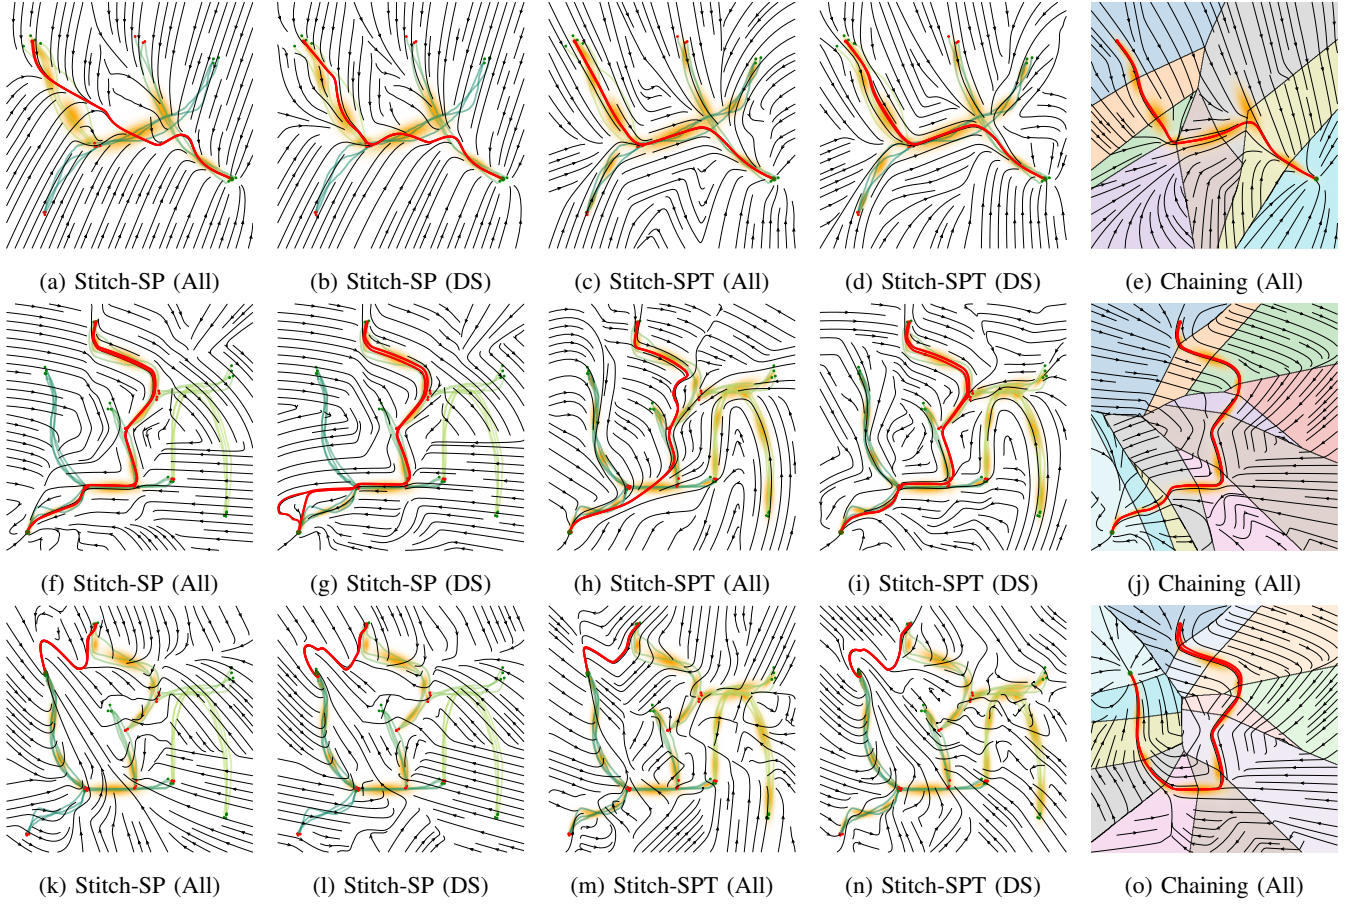 (a) Stitch-SP (All)
(b) Stitch-SP (DS)
(c) Stitch-SPT (All)
(d) Stitch-SPT (DS)
(e) Chaining (All)
(f) Stitch-SP (All)
(g) Stitch-SP (DS)
(h) Stitch-SPT (All)
(i) Stitch-SPT (DS)
(j) Chaining (All)
(k) Stitch-SP (All)
(l) Stitch-SP (DS)
(m) Stitch-SPT (All)
(n) Stitch-SPT (DS)
(o) Chaining (All)